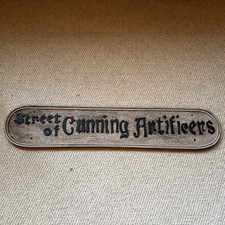 Street
of Cunning Artificers